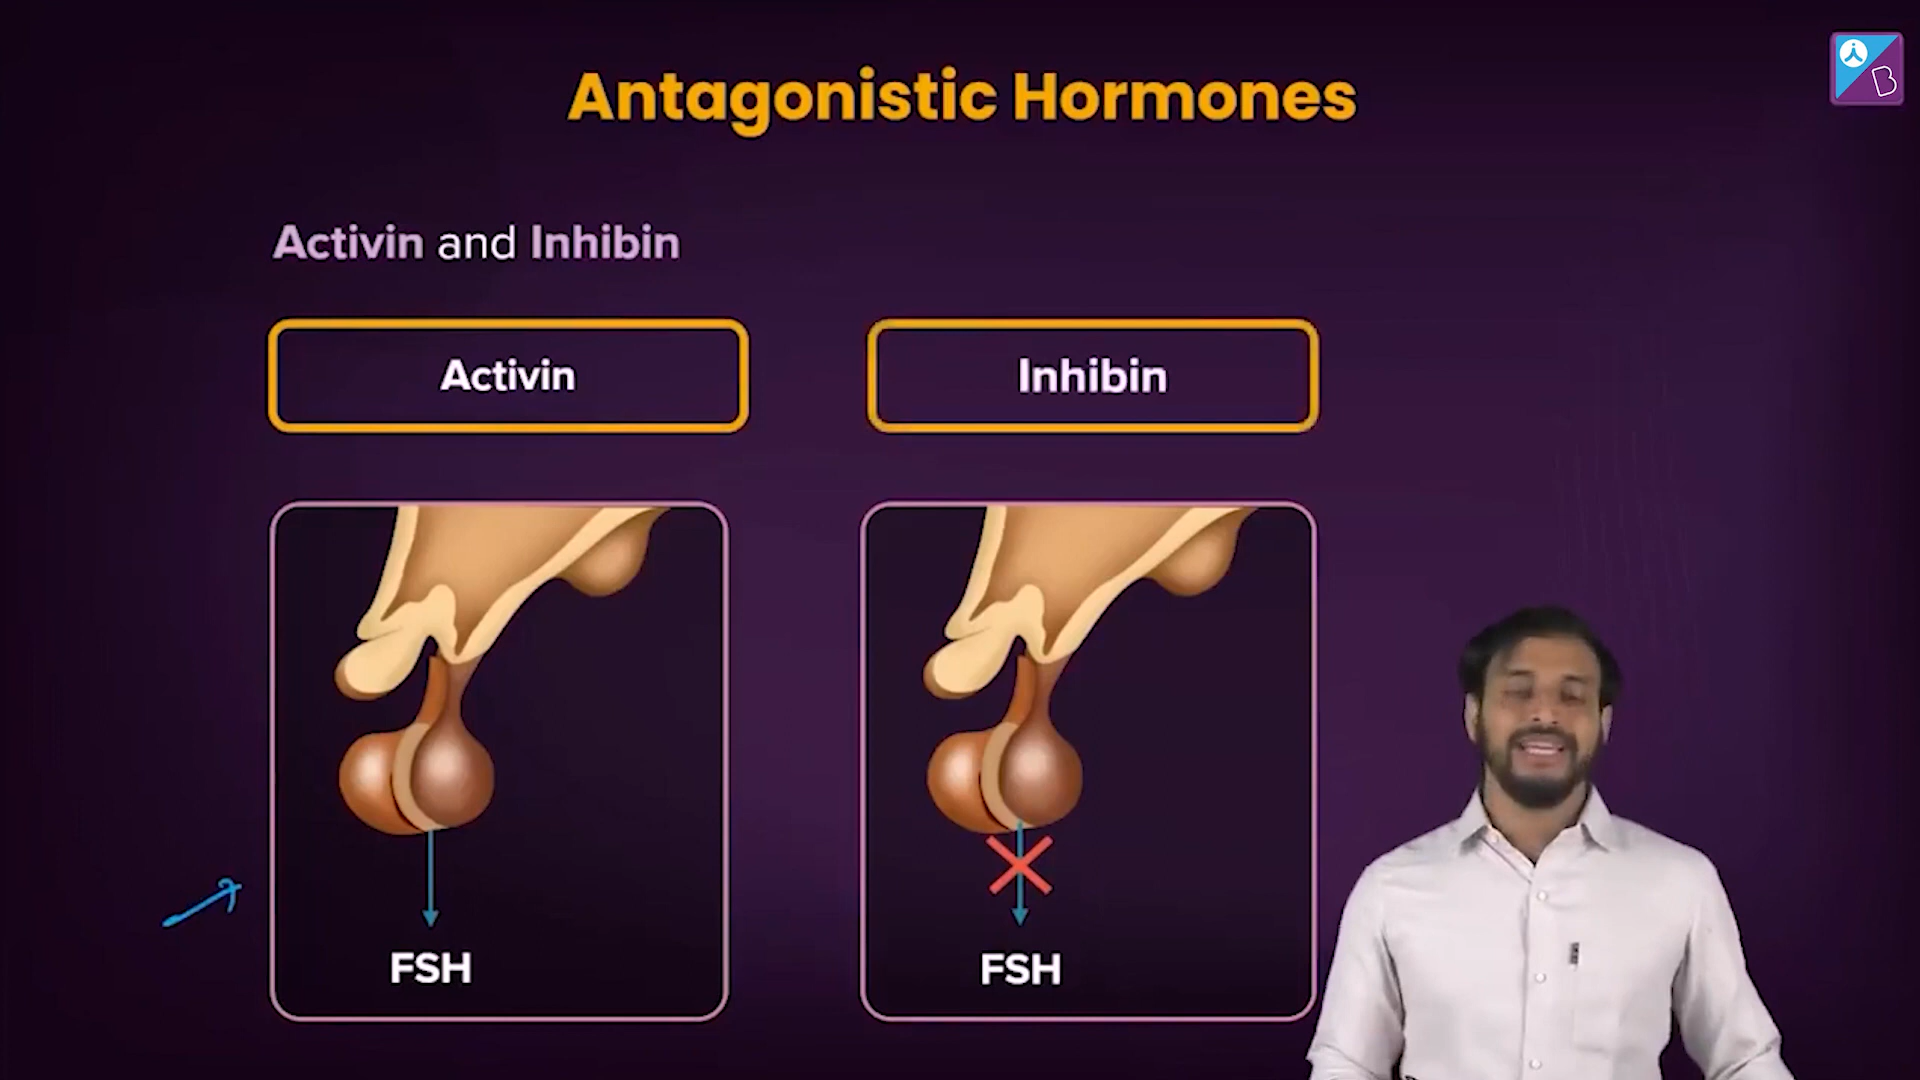 Antagonistic Hormones
B
Activin and Inhibin
Activin
Inhibin
FSH
FSH